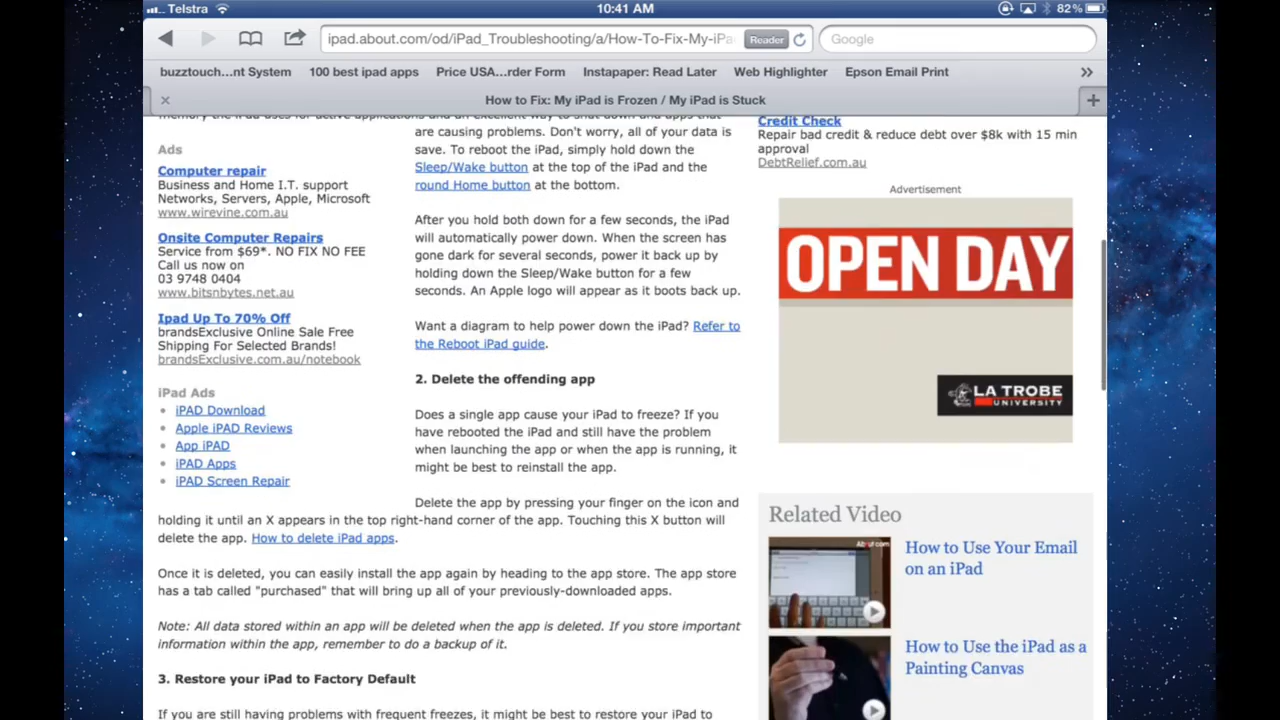 Telstra
10:41 AM
82%
ipad.about.com/od/iPad_Troubleshooting/a/How-To-Fix-My-iPa
Reader
Google
buzztouch...nt System
100 best ipad apps
Price USA...rder Form
Instapaper: Read Later
Web Highlighter
Epson Email Print
How to Fix: My iPad is Frozen / My iPad is Stuck
memory the iPad uses for active applications and an excellent way to shut down and apps that
are causing problems. Don't worry, all of your data is
save. To reboot the iPad, simply hold down the
Sleep/Wake button at the top of the iPad and the
round Home button at the bottom.
After you hold both down for a few seconds, the iPad
will automatically power down. When the screen has
gone dark for several seconds, power it back up by
holding down the Sleep/Wake button for a few
seconds. An Apple logo will appear as it boots back up.
Want a diagram to help power down the iPad? Refer to
the Reboot iPad guide.
2. Delete the offending app
Does a single app cause your iPad to freeze? If you
have rebooted the iPad and still have the problem
when launching the app or when the app is running, it
might be best to reinstall the app.
Delete the app by pressing your finger on the icon and
holding it until an X appears in the top right-hand corner of the app. Touching this X button will
delete the app. How to delete iPad apps.
Once it is deleted, you can easily install the app again by heading to the app store. The app store
has a tab called "purchased" that will bring up all of your previously-downloaded apps.
Note: All data stored within an app will be deleted when the app is deleted. If you store important
information within the app, remember to do a backup of it.
3. Restore your iPad to Factory Default
If you are still having problems with frequent freezes, it might be best to restore your iPad to
Ads
Computer repair
Business and Home I.T. support
Networks, Servers, Apple, Microsoft
www.wirevine.com.au
Onsite Computer Repairs
Service from $69*. NO FIX NO FEE
Call us now on
03 9748 0404
www.bitsnbytes.net.au
Ipad Up To 70% Off
brandsExclusive Online Sale Free
Shipping For Selected Brands!
brandsExclusive.com.au/notebook
iPad Ads
iPAD Download
Apple iPAD Reviews
App iPAD
iPAD Apps
iPAD Screen Repair
Credit Check
Repair bad credit & reduce debt over $8k with 15 min
approval
DebtRelief.com.au
Advertisement
OPEN DAY
LA TROBE
UNIVERSITY
Related Video
About.com
How to Use Your Email
on an iPad
How to Use the iPad as a
Painting Canvas